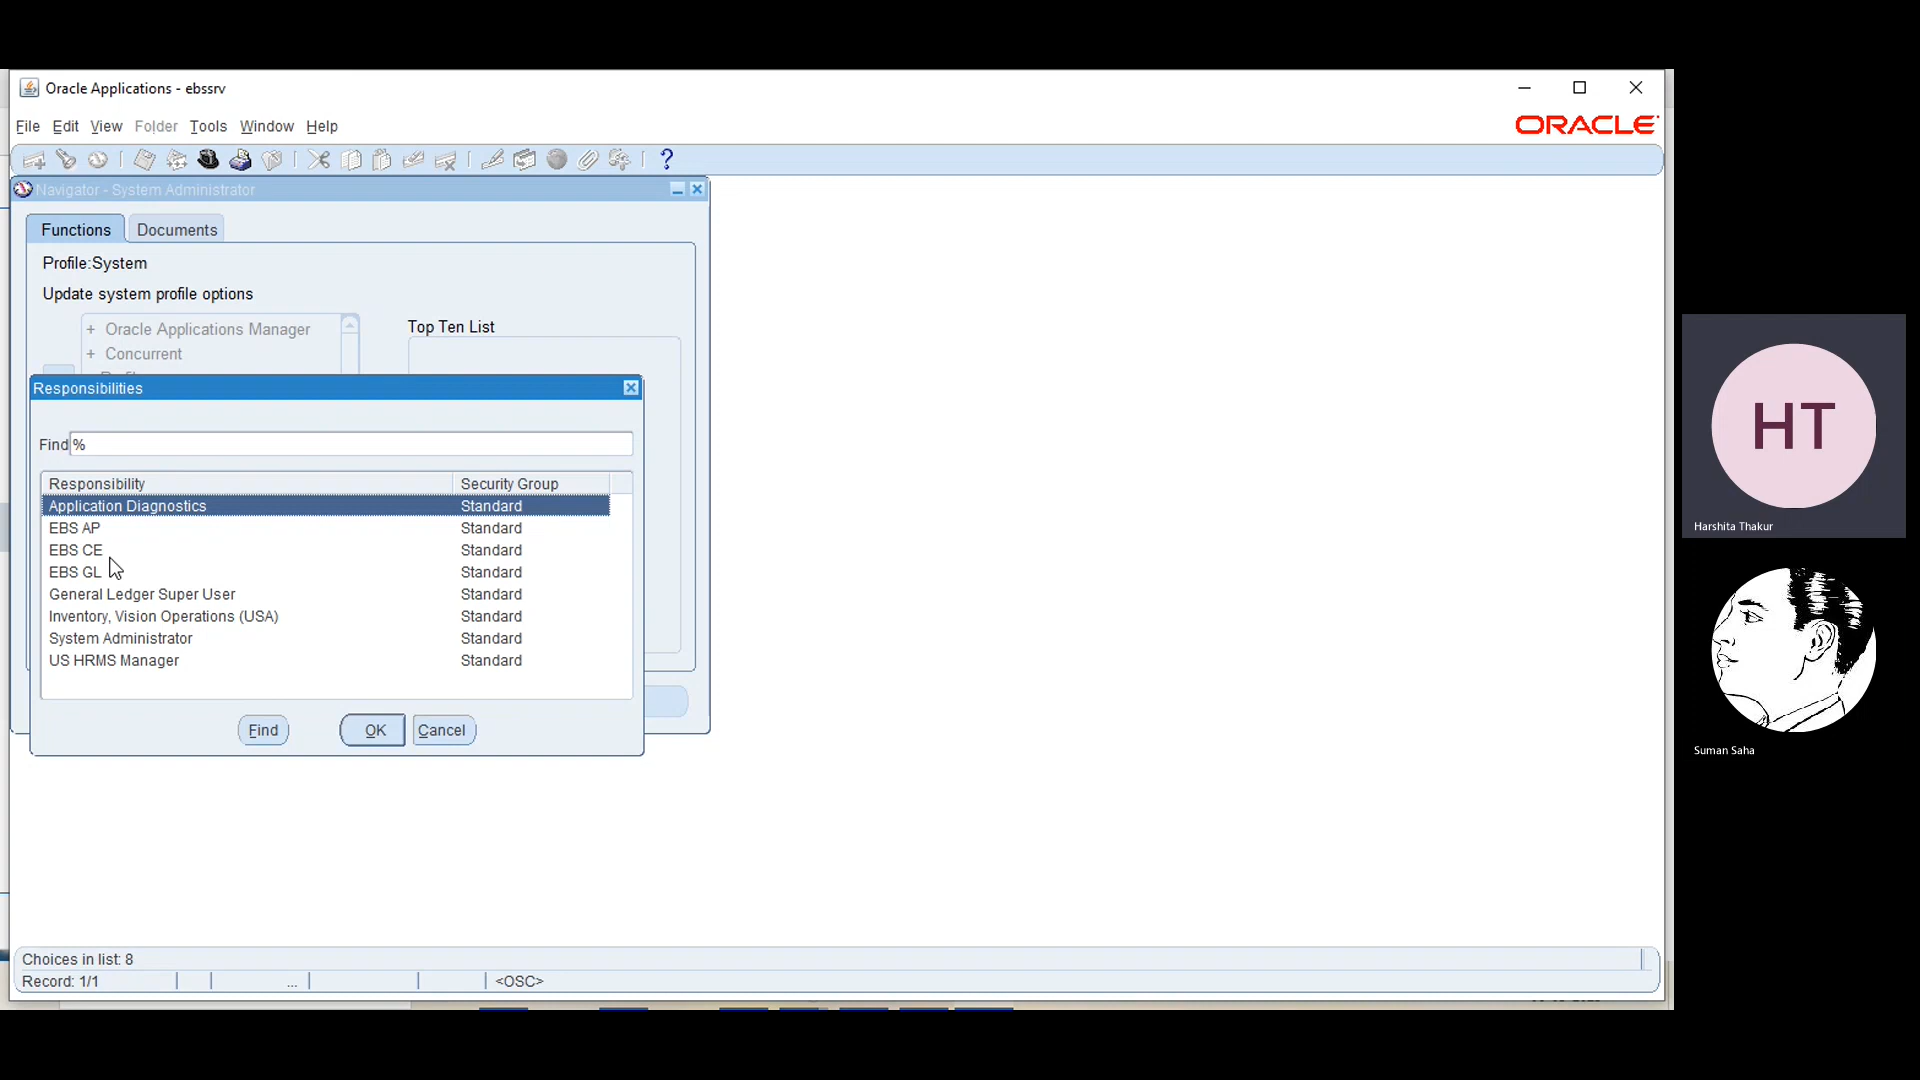 Oracle Applications - ebssrv
File Edit View Folder Tools Window Help
ORACLE
Navigator - System Administrator
Functions Documents
Profile:System
Update system profile options
+ Oracle Applications Manager
Top Ten List
+ Concurrent
Responsibilities
Find %
Responsibility Security Group
Application Diagnostics Standard
EBS AP Standard
EBS CE Standard
EBS GL Standard
General Ledger Super User Standard
Inventory, Vision Operations (USA) Standard
System Administrator Standard
US HRMS Manager Standard
Find OK Cancel
Choices in list: 8
Record: 1/1 ... <OSC>
HT
Harshita Thakur
Suman Saha